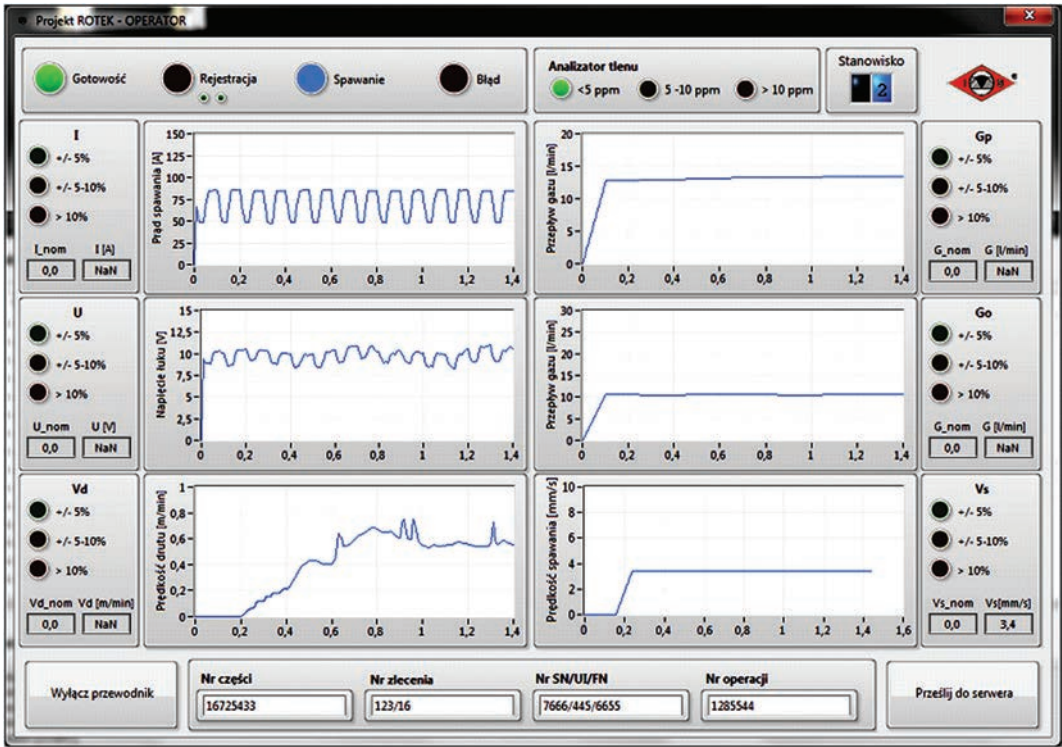 Projekt ROTEK - OPERATOR
Gotowość
Rejestracja
Spawanie
Błąd
Analizator tlenu
<5 ppm
5 -10 ppm
> 10 ppm
Stanowisko
2
I
+/- 5%
+/- 5-10%
> 10%
I_nom I [A]
0,0 NaN
Prąd spawania [A]
150
125
100
75
50
25
0
0 0,2 0,4 0,6 0,8 1 1,2 1,4
Przepływ gazu [l/min]
20
15
10
5
0
0 0,2 0,4 0,6 0,8 1 1,2 1,4
Gp
+/- 5%
+/- 5-10%
> 10%
G_nom G [l/min]
0,0 NaN
U
+/- 5%
+/- 5-10%
> 10%
U_nom U [V]
0,0 NaN
Napięcie łuku [V]
15
12,5
10
7,5
5
2,5
0
0 0,2 0,4 0,6 0,8 1 1,2 1,4
Przepływ gazu [l/min]
30
25
20
15
10
5
0
0 0,2 0,4 0,6 0,8 1 1,2 1,4
Go
+/- 5%
+/- 5-10%
> 10%
G_nom G [l/min]
0,0 NaN
Vd
+/- 5%
+/- 5-10%
> 10%
Vd_nom Vd [m/min]
0,0 NaN
Prędkość drutu [m/min]
1
0,8
0,6
0,4
0,2
0
0 0,2 0,4 0,6 0,8 1 1,2 1,4
Prędkość spawania [mm/s]
10
8
6
4
2
0
0 0,2 0,4 0,6 0,8 1 1,2 1,4 1,6
Vs
+/- 5%
+/- 5-10%
> 10%
Vs_nom Vs[mm/s]
0,0 3,4
Wyłącz przewodnik
Nr części
16725433
Nr zlecenia
123/16
Nr SN/UI/FN
7666/445/6655
Nr operacji
1285544
Prześlij do serwera